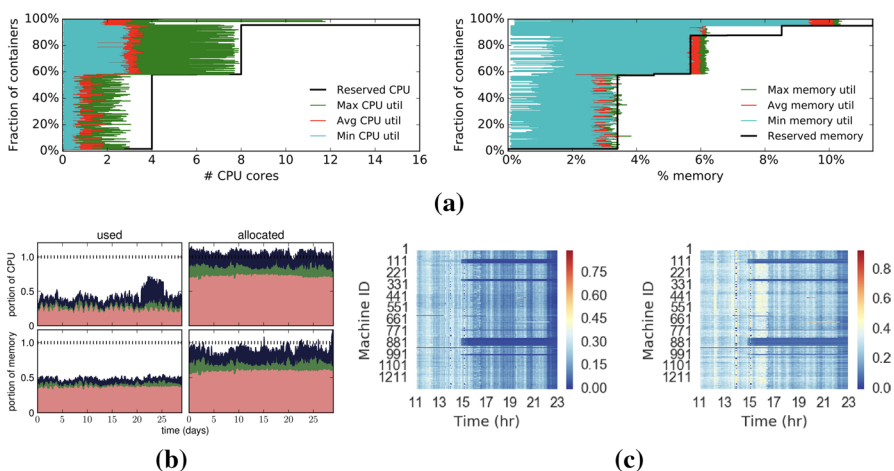 100%
80%
60%
40%
20%
0%
Fraction of containers
Reserved CPU
Max CPU util
Avg CPU util
Min CPU util
0 2 4 6 8 10 12 14 16
# CPU cores
100%
80%
60%
40%
20%
0%
Fraction of containers
Max memory util
Avg memory util
Min memory util
Reserved memory
0% 2% 4% 6% 8% 10%
% memory
(a)
used allocated
portion of CPU
1.0
0.5
0
portion of memory
1.0
0.5
0
0 5 10 15 20 25 0 5 10 15 20 25
time (days)
(b)
Machine ID
1
111
221
331
441
551
661
771
881
991
1101
1211
11 13 15 17 19 21 23
Time (hr)
0.75
0.60
0.45
0.30
0.15
0.00
Machine ID
1
111
221
331
441
551
661
771
881
991
1101
1211
11 13 15 17 19 21 23
Time (hr)
0.8
0.6
0.4
0.2
0.0
(c)